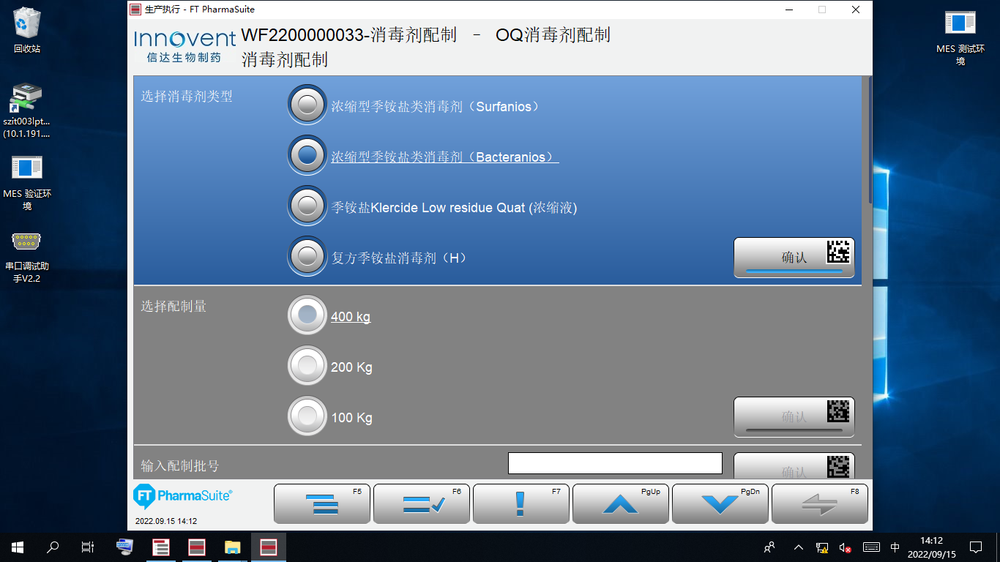 生产执行 - FT PharmaSuite
Innovent
信达生物制药
WF2200000033-消毒剂配制 - OQ消毒剂配制
消毒剂配制
回收站
szit003lpt...
(10.1.191....
MES 验证环
境
串口调试助
手V2.2
MES 测试环
境
选择消毒剂类型
浓缩型季铵盐类消毒剂（Surfanios）
浓缩型季铵盐类消毒剂（Bacteranios）
季铵盐Klercide Low residue Quat (浓缩液)
复方季铵盐消毒剂（H）
确认
选择配制量
400 kg
200 Kg
100 Kg
确认
输入配制批号
确认
FT PharmaSuite®
2022.09.15 14:12
F5
F6
F7
PgUp
PgDn
F8
中
14:12
2022/09/15